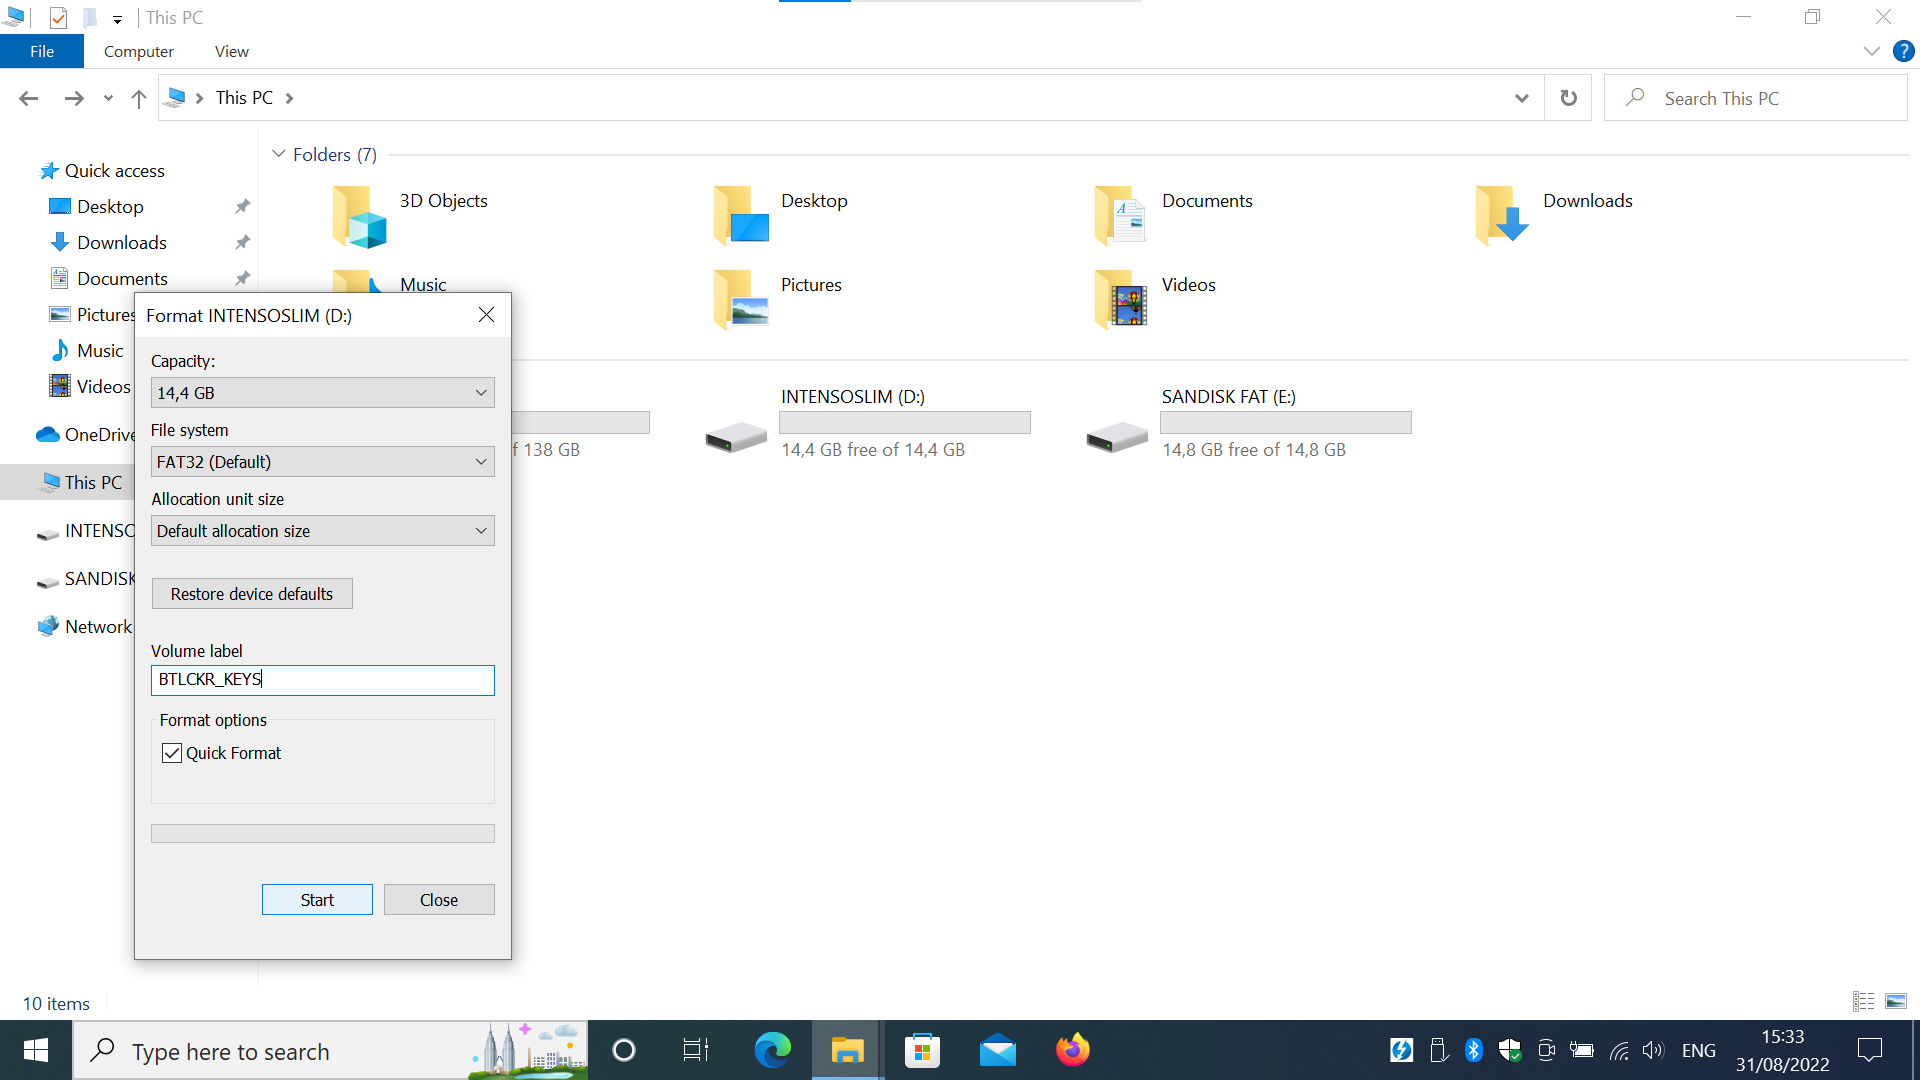 This PC
File
Computer
View
?
This PC
Search This PC
Folders (7)
Quick access
Desktop
Downloads
Documents
Pictures
Music
Videos
OneDrive
This PC
INTENSO
SANDISK
Network
3D Objects
Desktop
Documents
Downloads
Music
Pictures
Videos
f 138 GB
INTENSOSLIM (D:)
14,4 GB free of 14,4 GB
SANDISK FAT (E:)
14,8 GB free of 14,8 GB
Format INTENSOSLIM (D:)
Capacity:
14,4 GB
File system
FAT32 (Default)
Allocation unit size
Default allocation size
Restore device defaults
Volume label
BTLCKR_KEYS
Format options
Quick Format
Start
Close
10 items
Type here to search
ENG
15:33
31/08/2022